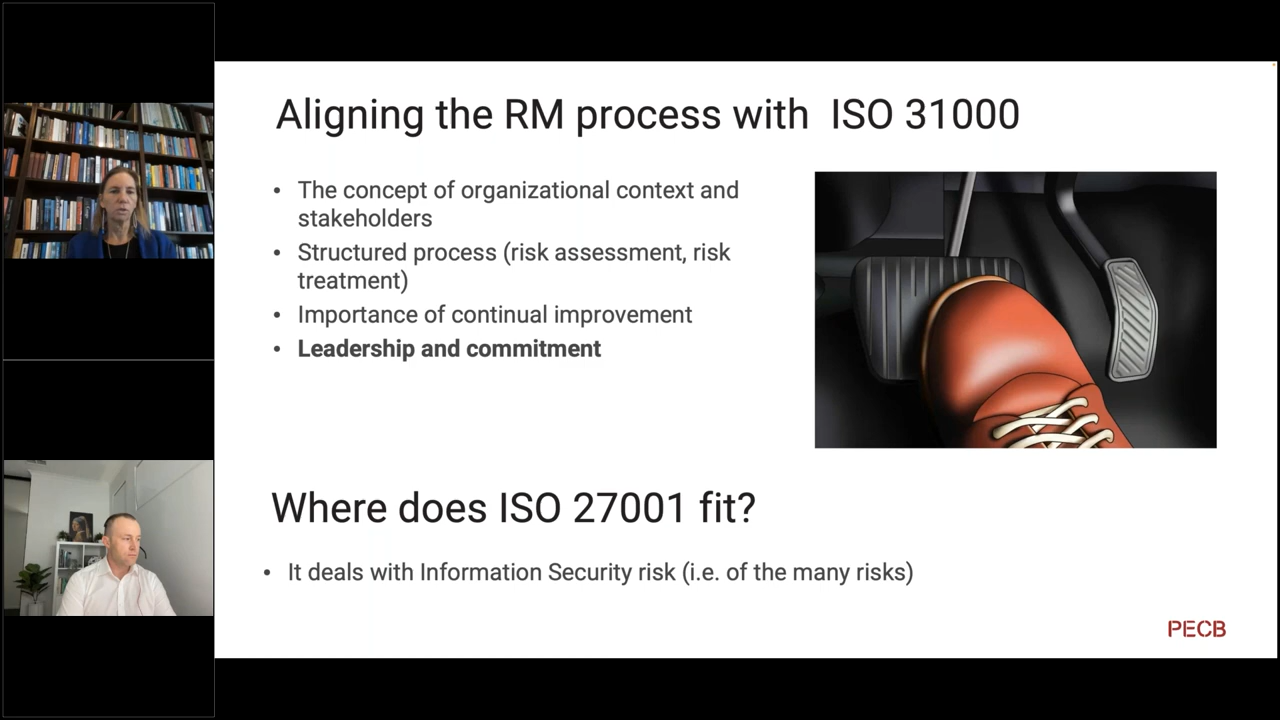 Aligning the RM process with ISO 31000
• The concept of organizational context and
stakeholders
• Structured process (risk assessment, risk
treatment)
• Importance of continual improvement
• Leadership and commitment
Where does ISO 27001 fit?
• It deals with Information Security risk (i.e. of the many risks)
PECB